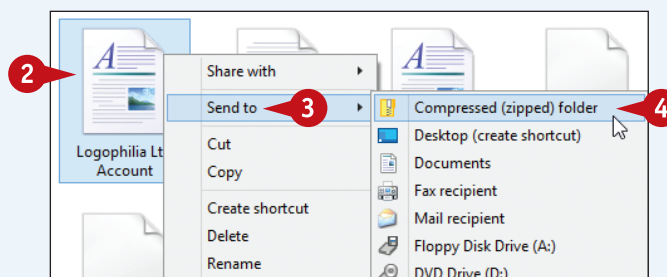 2
Share with
Send to
3
Compressed (zipped) folder
4
Desktop (create shortcut)
Logophilia Lt
Account
Cut
Documents
Copy
Fax recipient
Mail recipient
Create shortcut
Delete
Floppy Disk Drive (A:)
Rename
DVD Drive (D:)